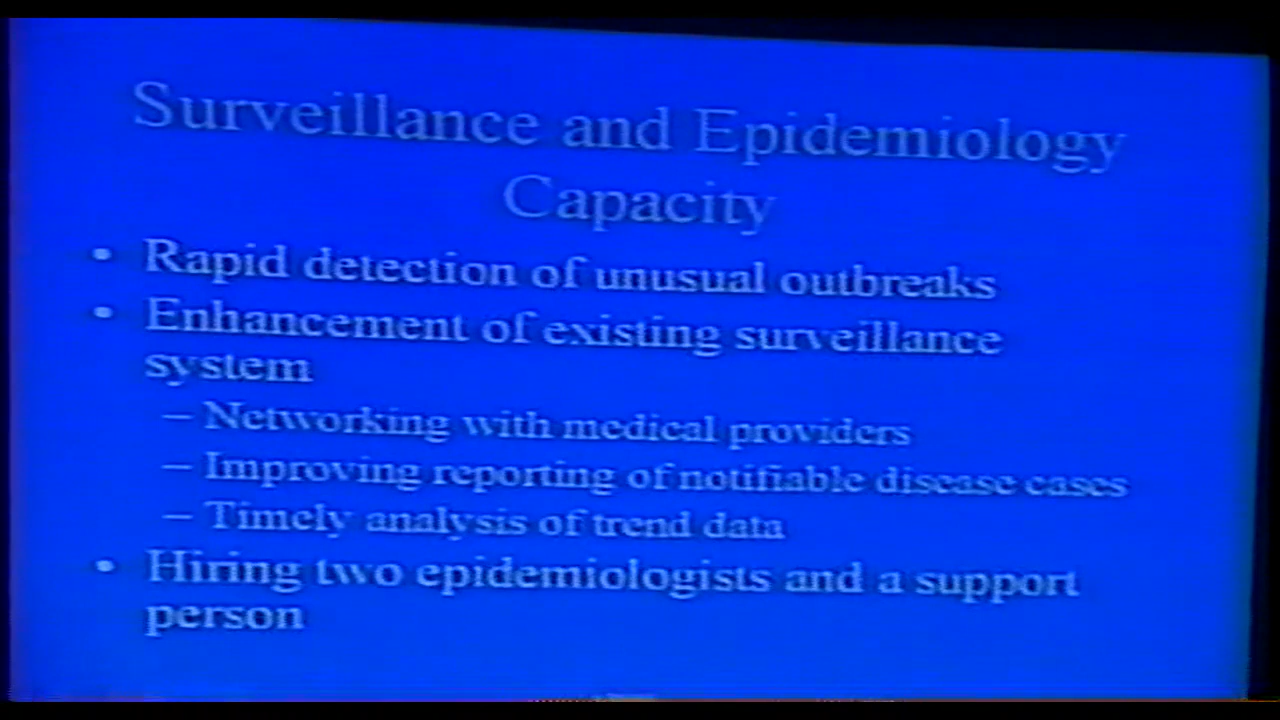 Surveillance and Epidemiology
Capacity
• Rapid detection of unusual outbreaks
• Enhancement of existing surveillance
system
– Networking with medical providers
– Improving reporting of notifiable disease cases
– Timely analysis of trend data
• Hiring two epidemiologists and a support
person